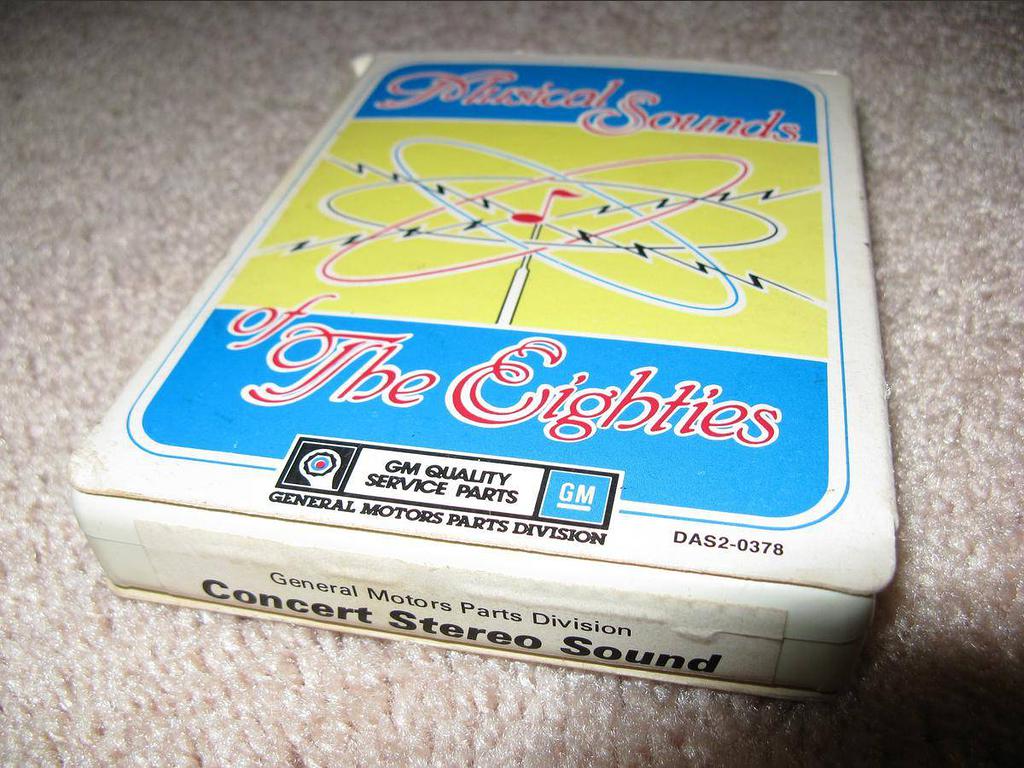 Musical Sounds
of The Eighties
GM QUALITY
SERVICE PARTS
GM
GENERAL MOTORS PARTS DIVISION
DAS2-0378
General Motors Parts Division
Concert Stereo Sound